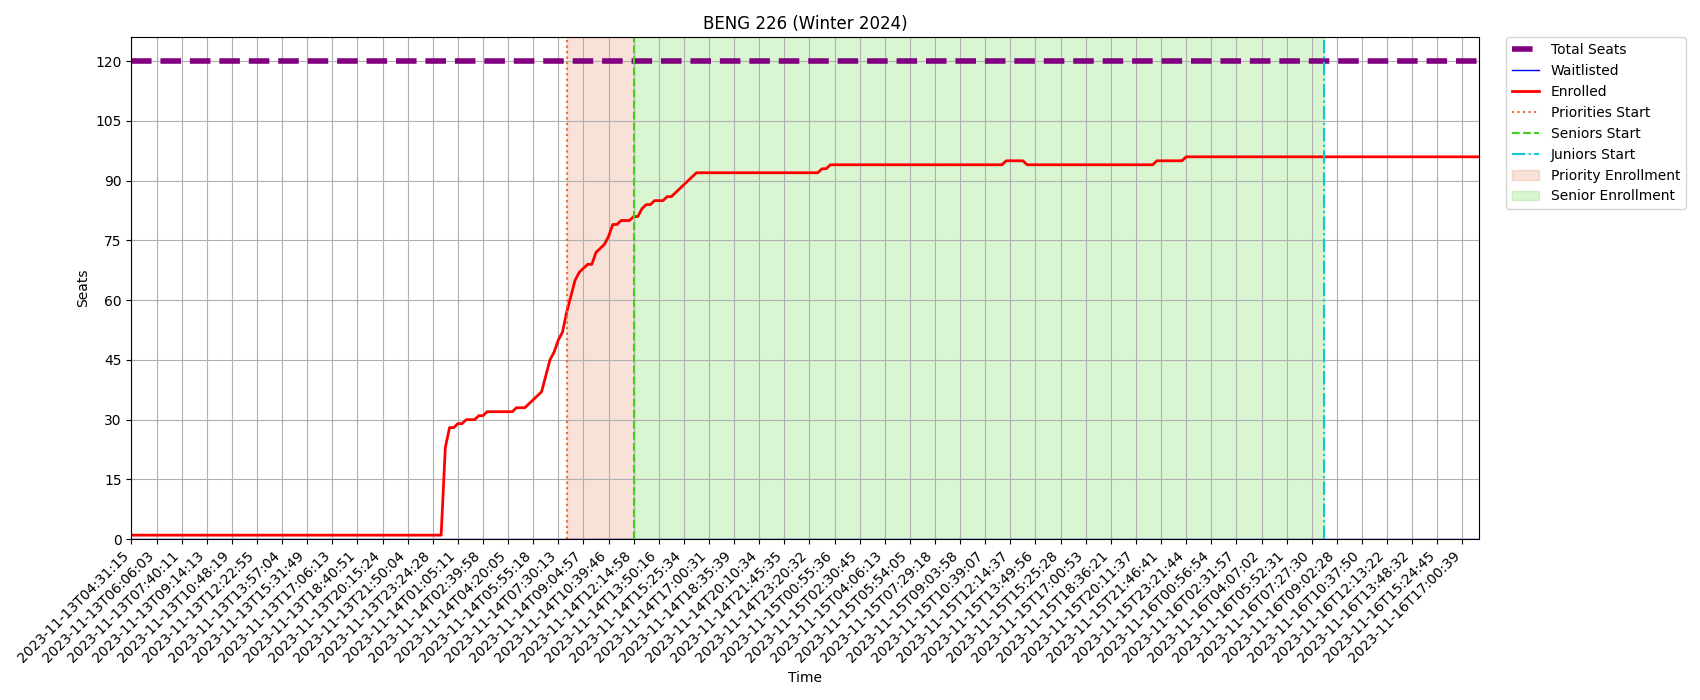 BENG 226 (Winter 2024)
Seats
120
105
90
75
60
45
30
15
0
2023-11-13T04:31:15
2023-11-13T06:06:03
2023-11-13T07:40:11
2023-11-13T09:14:13
2023-11-13T10:48:19
2023-11-13T12:22:55
2023-11-13T13:57:04
2023-11-13T15:31:49
2023-11-13T17:06:13
2023-11-13T18:40:51
2023-11-13T20:15:24
2023-11-13T21:50:04
2023-11-13T23:24:28
2023-11-14T01:05:11
2023-11-14T02:39:58
2023-11-14T04:20:05
2023-11-14T05:55:18
2023-11-14T07:30:13
2023-11-14T09:04:57
2023-11-14T10:39:46
2023-11-14T12:14:58
2023-11-14T13:50:16
2023-11-14T15:25:34
2023-11-14T17:00:31
2023-11-14T18:35:39
2023-11-14T20:10:34
2023-11-14T21:45:35
2023-11-14T23:20:32
2023-11-15T00:55:36
2023-11-15T02:30:45
2023-11-15T04:06:13
2023-11-15T05:54:05
2023-11-15T07:29:18
2023-11-15T09:03:58
2023-11-15T10:39:07
2023-11-15T12:14:37
2023-11-15T13:49:56
2023-11-15T15:25:28
2023-11-15T17:00:53
2023-11-15T18:36:21
2023-11-15T20:11:37
2023-11-15T21:46:41
2023-11-15T23:21:44
2023-11-16T00:56:54
2023-11-16T02:31:57
2023-11-16T04:07:02
2023-11-16T05:52:31
2023-11-16T07:27:30
2023-11-16T09:02:28
2023-11-16T10:37:50
2023-11-16T12:13:22
2023-11-16T13:48:32
2023-11-16T15:24:45
2023-11-16T17:00:39
Time
Total Seats
Waitlisted
Enrolled
Priorities Start
Seniors Start
Juniors Start
Priority Enrollment
Senior Enrollment